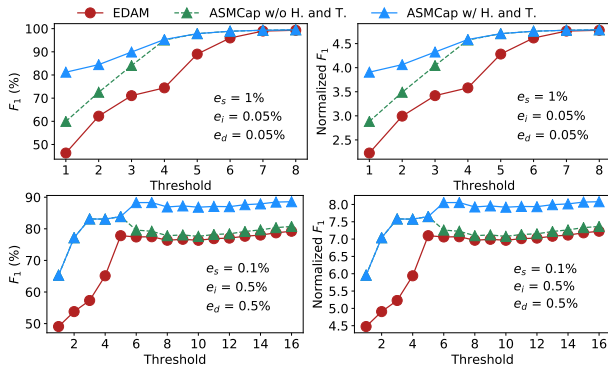 EDAM ASMCap w/o H. and T. ASMCap w/ H. and T.
100
90
80
70
60
50
F₁ (%)
eₛ = 1%
eᵢ = 0.05%
e_d = 0.05%
1 2 3 4 5 6 7 8
Threshold
4.5
4.0
3.5
3.0
2.5
Normalized F₁
eₛ = 1%
eᵢ = 0.05%
e_d = 0.05%
1 2 3 4 5 6 7 8
Threshold
90
80
70
60
50
F₁ (%)
eₛ = 0.1%
eᵢ = 0.5%
e_d = 0.5%
2 4 6 8 10 12 14 16
Threshold
8.0
7.5
7.0
6.5
6.0
5.5
5.0
4.5
Normalized F₁
eₛ = 0.1%
eᵢ = 0.5%
e_d = 0.5%
2 4 6 8 10 12 14 16
Threshold